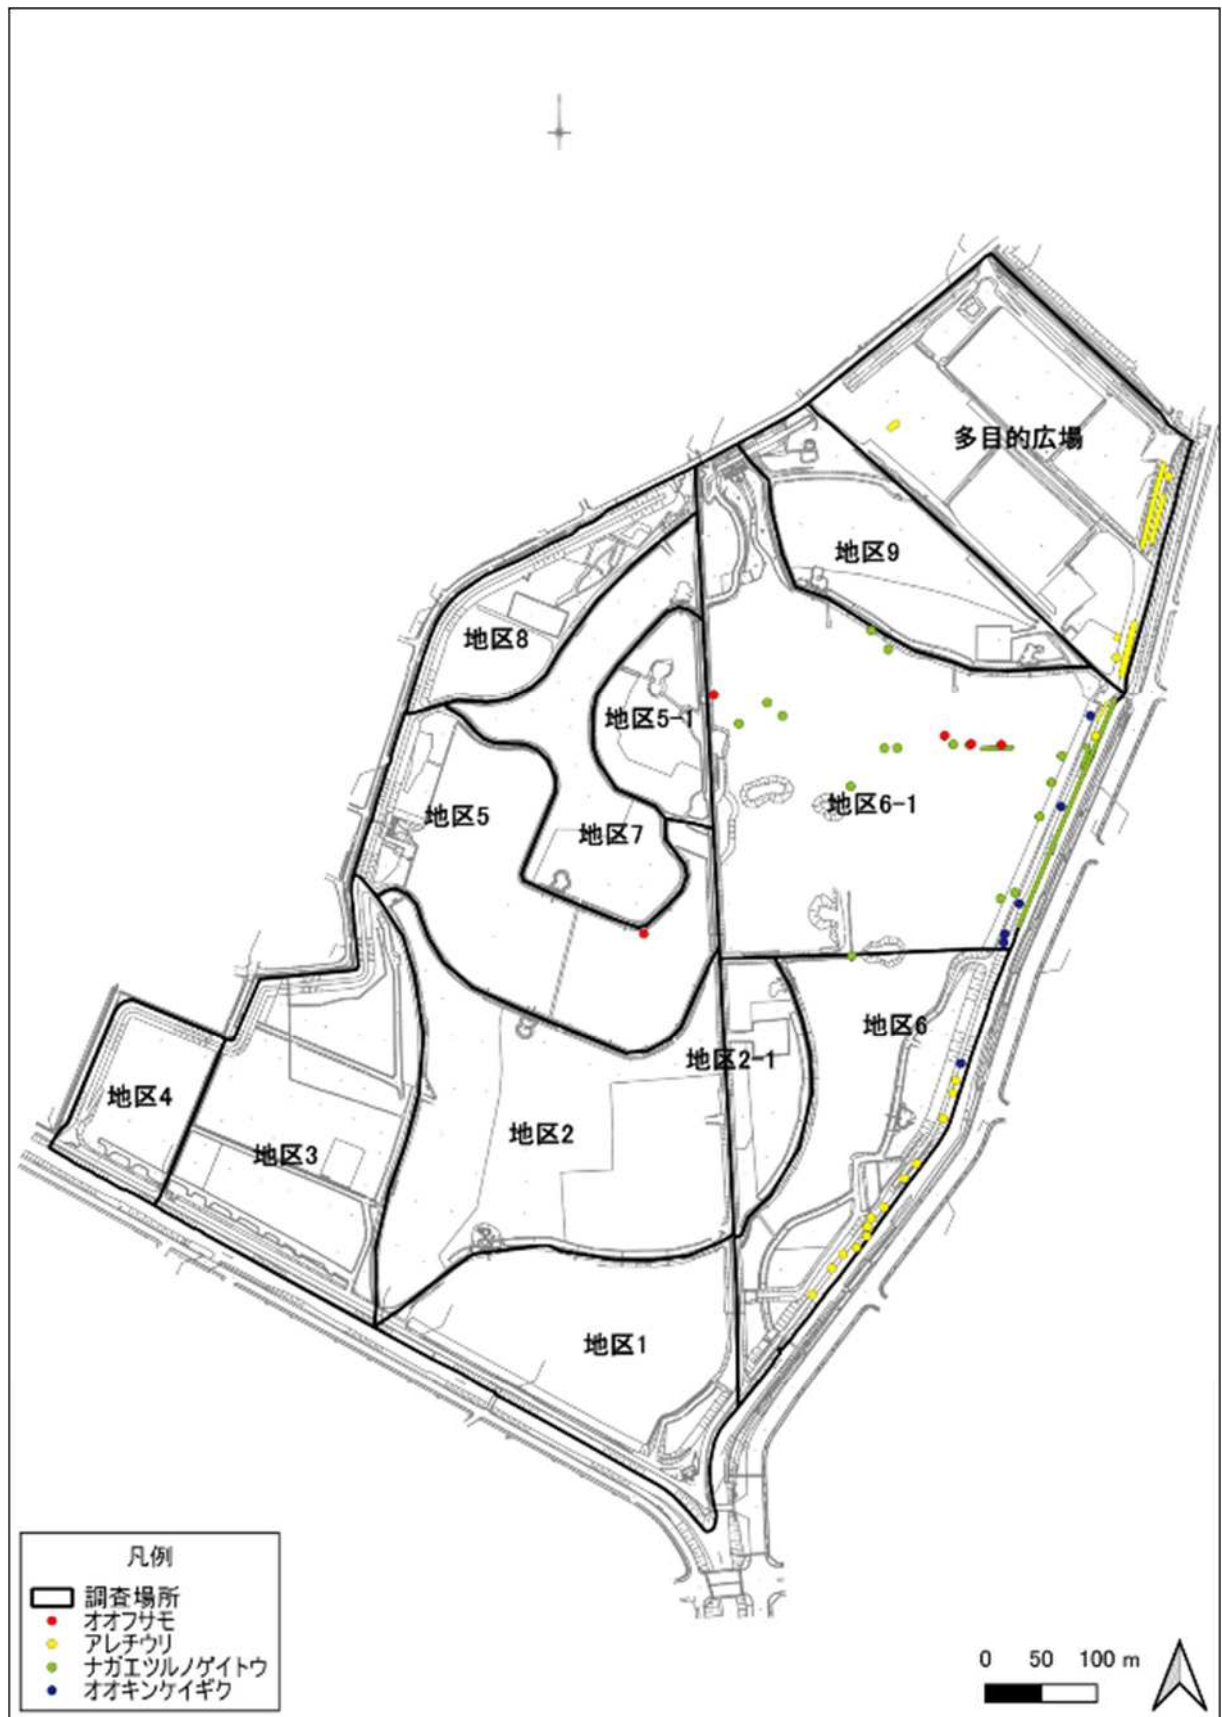 多目的広場
地区9
地区8
地区5-1
地区6-1
地区5
地区7
地区6
地区2-1
地区4
地区2
地区3
地区1
凡例
調査場所
オオフサモ
アレチウリ
ナガエツルノゲイトウ
オオキンケイギク
0 50 100 m